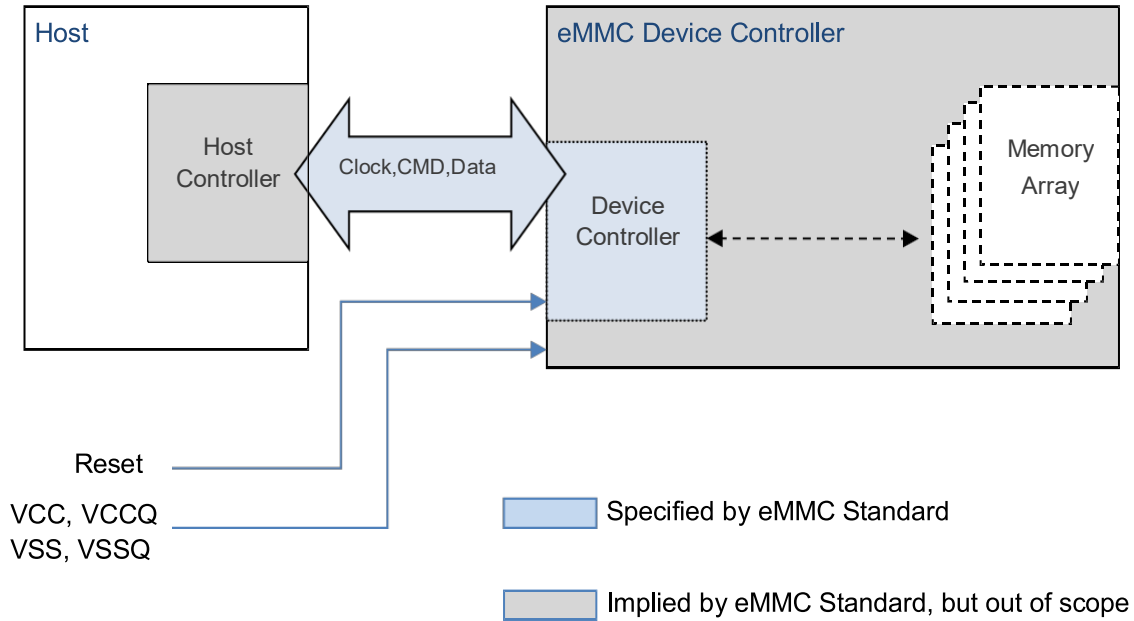 Host
eMMC Device Controller
Host
Controller
Clock,CMD,Data
Device
Controller
Memory
Array
Reset
VCC, VCCQ
VSS, VSSQ
Specified by eMMC Standard
Implied by eMMC Standard, but out of scope